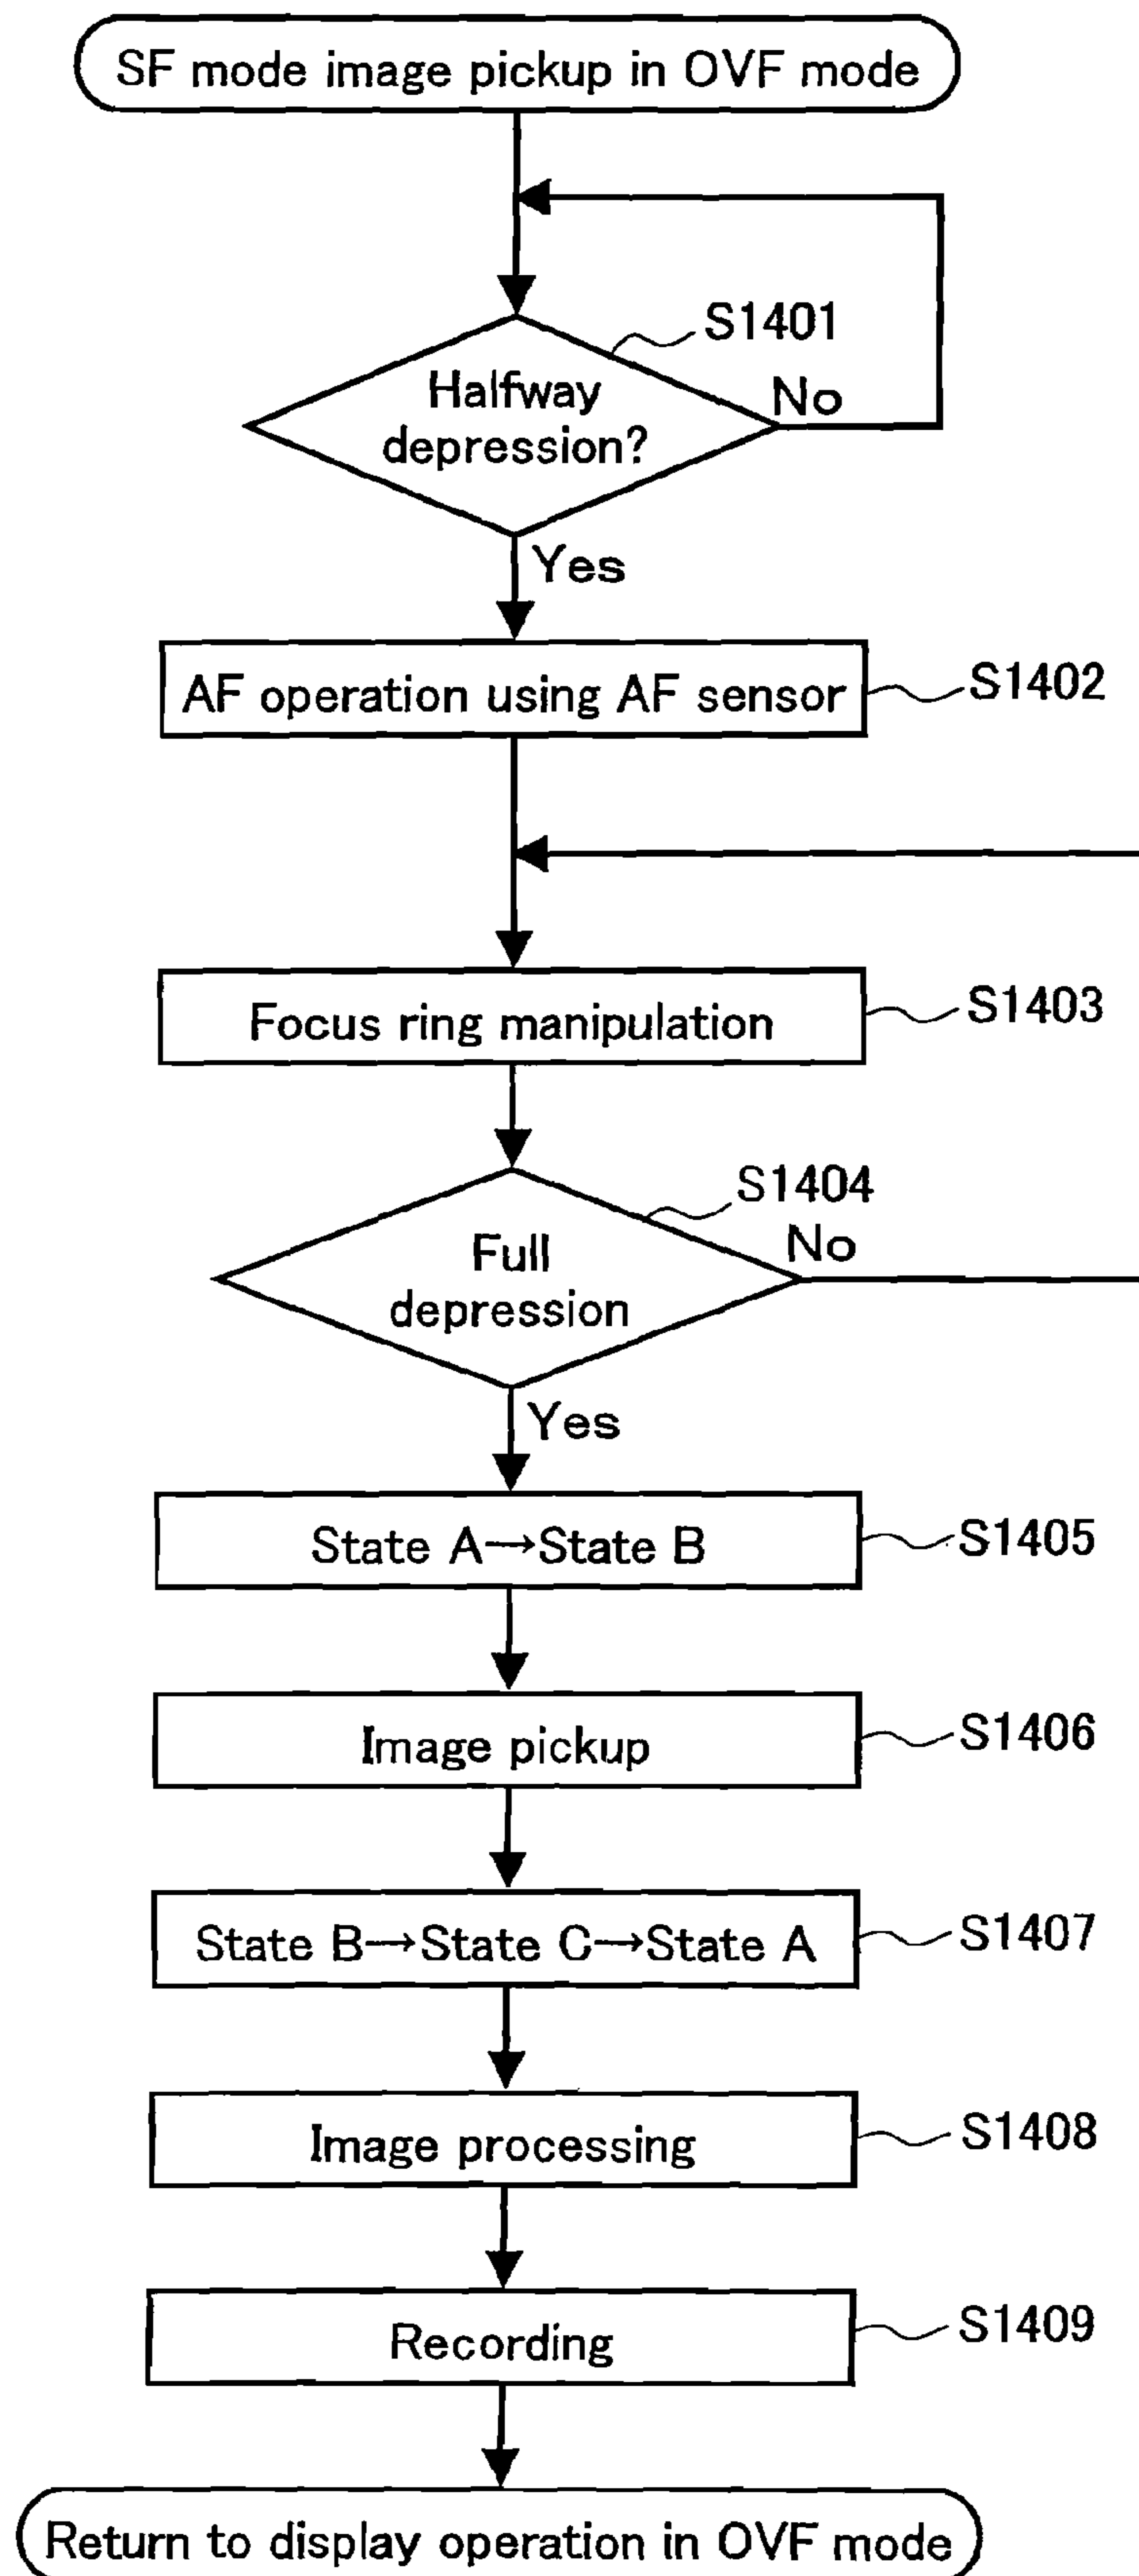 SF mode image pickup in OVF mode
S1401
Halfway
depression?
No
Yes
AF operation using AF sensor
S1402
Focus ring manipulation
S1403
S1404
Full
depression
No
Yes
State A→State B
S1405
Image pickup
S1406
State B→State C→State A
S1407
Image processing
S1408
Recording
S1409
Return to display operation in OVF mode